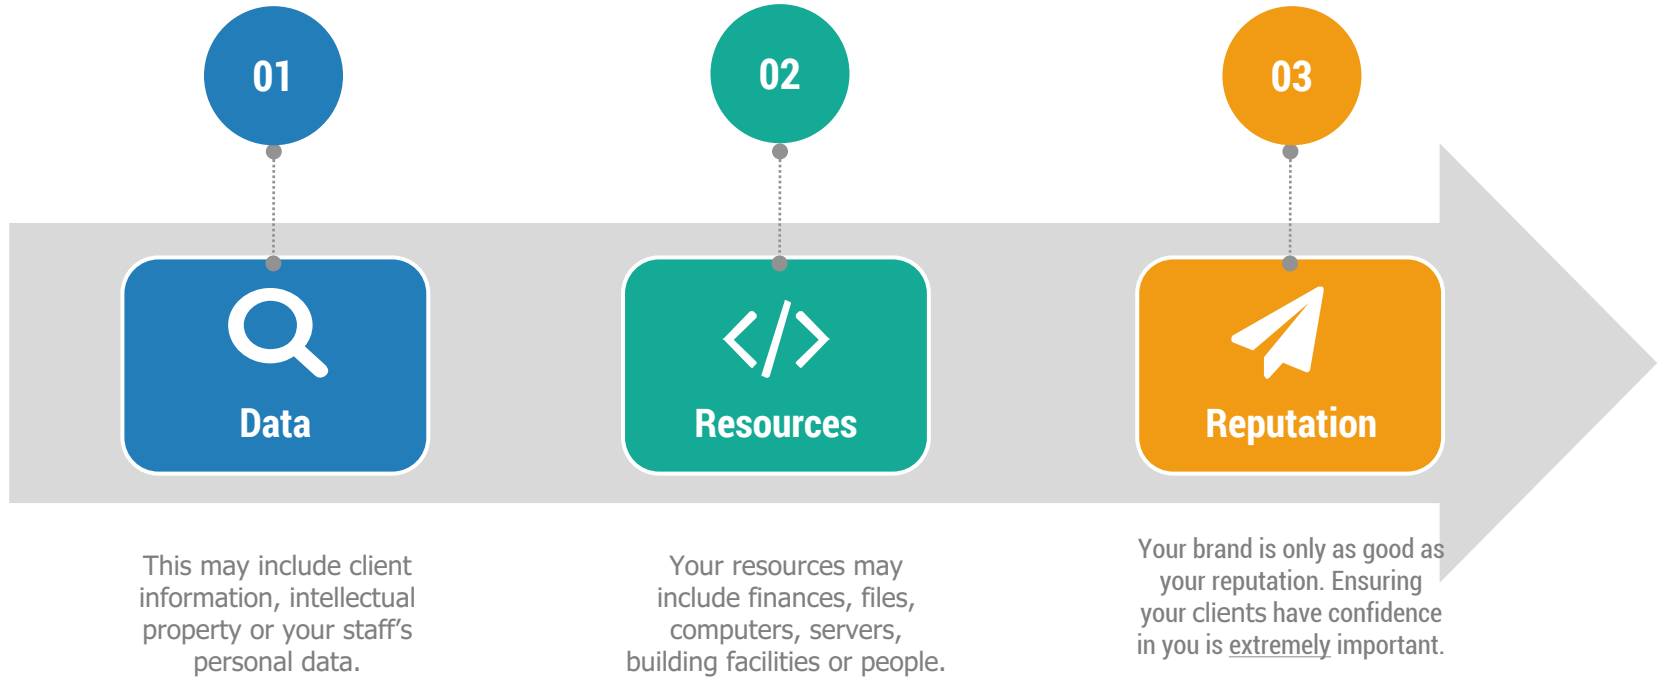 01
02
03
Data
Resources
Reputation
This may include client
information, intellectual
property or your staff’s
personal data.
Your resources may
include finances, files,
computers, servers,
building facilities or people.
Your brand is only as good as
your reputation. Ensuring
your clients have confidence
in you is extremely important.